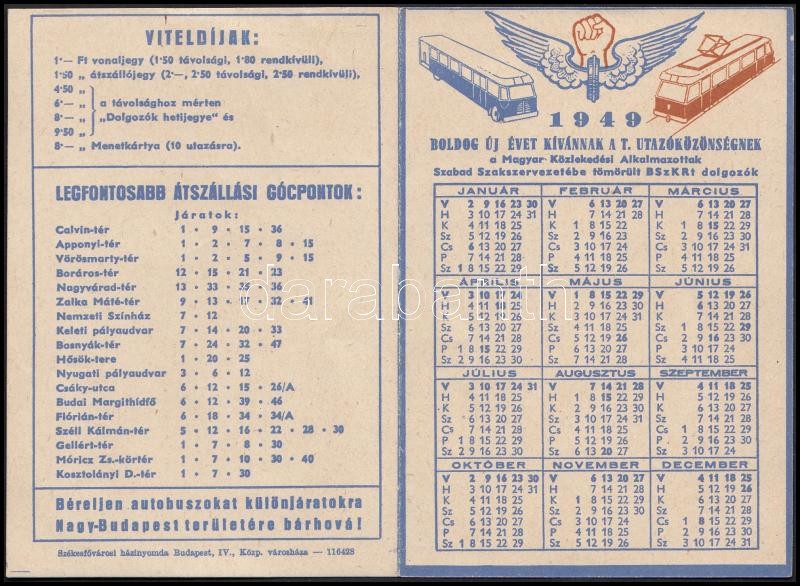 VITELDÍJAK:
1·— Ft vonaljegy (1·50 távolsági, 1·80 rendkívüli),
1·50 „ átszállójegy (2·—, 2·50 távolsági, 2·50 rendkívüli),
4·50 „
6·— „ a távolsághoz mérten
8·— „ „Dolgozók hetijegye” és
9·50 „
8·— „ Menetkártya (10 utazásra).
LEGFONTOSABB ÁTSZÁLLÁSI GÓCPONTOK:
Járatok:
Calvin-tér 1 • 9 • 15 • 36
Apponyi-tér 1 • 2 • 7 • 8 • 15
Vörösmarty-tér 1 • 2 • 5 • 9 • 15
Boráros-tér 12 • 15 • 21 • 23
Nagyvárad-tér 13 • 33 • 35 • 36
Zalka Máté-tér 9 • 13 • 17 • 32 • 41
Nemzeti Színház 7 • 12
Keleti pályaudvar 7 • 14 • 20 • 33
Bosnyák-tér 7 • 24 • 32 • 47
Hősök-tere 1 • 20 • 25
Nyugati pályaudvar 3 • 6 • 12
Csáky-utca 6 • 12 • 15 • 26/A
Budai Margithídfő 6 • 12 • 39 • 46
Flórián-tér 6 • 18 • 34 • 34/A
Széll Kálmán-tér 5 • 12 • 16 • 22 • 28 • 30
Gellért-tér 1 • 7 • 8 • 30
Móricz Zs.-körtér 1 • 7 • 10 • 30 • 40
Kosztolányi D.-tér 1 • 7 • 30
Béreljen autobuszokat különjáratokra
Nagy-Budapest területére bárhová!
Székesfővárosi házinyomda Budapest, IV., Közp. városháza — 116428
1949
BOLDOG ÚJ ÉVET KÍVÁNNAK A T. UTAZÓKÖZÖNSÉGNEK
a Magyar Közlekedési Alkalmazottak
Szabad Szakszervezetébe tömörült BSzKRt dolgozók
JANUÁR FEBRUÁR MÁRCIUS
V 2 9 16 23 30 6 13 20 27 V 6 13 20 27
H 3 10 17 24 31 7 14 21 28 H 7 14 21 28
K 4 11 18 25 1 8 15 22 K 1 8 15 22 29
Sz 5 12 19 26 2 9 16 23 Sz 2 9 16 23 30
Cs 6 13 20 27 3 10 17 24 Cs 3 10 17 24 31
P 7 14 21 28 4 11 18 25 P 4 11 18 25
Sz 1 8 15 22 29 5 12 19 26 Sz 5 12 19 26
ÁPRILIS MÁJUS JÚNIUS
V 3 10 17 24 V 1 8 15 22 29 V 5 12 19 26
H 4 11 18 25 H 2 9 16 23 30 H 6 13 20 27
K 5 12 19 26 K 3 10 17 24 31 K 7 14 21 28
Sz 6 13 20 27 Sz 4 11 18 25 Sz 1 8 15 22 29
Cs 7 14 21 28 Cs 5 12 19 26 Cs 2 9 16 23 30
P 1 8 15 22 29 P 6 13 20 27 P 3 10 17 24
Sz 2 9 16 23 30 Sz 7 14 21 28 Sz 4 11 18 25
JÚLIUS AUGUSZTUS SZEPTEMBER
V 3 10 17 24 31 V 7 14 21 28 V 4 11 18 25
H 4 11 18 25 H 1 8 15 22 29 H 5 12 19 26
K 5 12 19 26 K 2 9 16 23 30 K 6 13 20 27
Sz 6 13 20 27 Sz 3 10 17 24 31 Sz 7 14 21 28
Cs 7 14 21 28 Cs 4 11 18 25 Cs 1 8 15 22 29
P 1 8 15 22 29 P 5 12 19 26 P 2 9 16 23 30
Sz 2 9 16 23 30 Sz 6 13 20 27 Sz 3 10 17 24
OKTÓBER NOVEMBER DECEMBER
V 2 9 16 23 30 V 6 13 20 27 V 4 11 18 25
H 3 10 17 24 31 H 7 14 21 28 H 5 12 19 26
K 4 11 18 25 K 1 8 15 22 29 K 6 13 20 27
Sz 5 12 19 26 Sz 2 9 16 23 30 Sz 7 14 21 28
Cs 6 13 20 27 Cs 3 10 17 24 Cs 1 8 15 22 29
P 7 14 21 28 P 4 11 18 25 P 2 9 16 23 30
Sz 1 8 15 22 29 Sz 5 12 19 26 Sz 3 10 17 24 31
darabanth